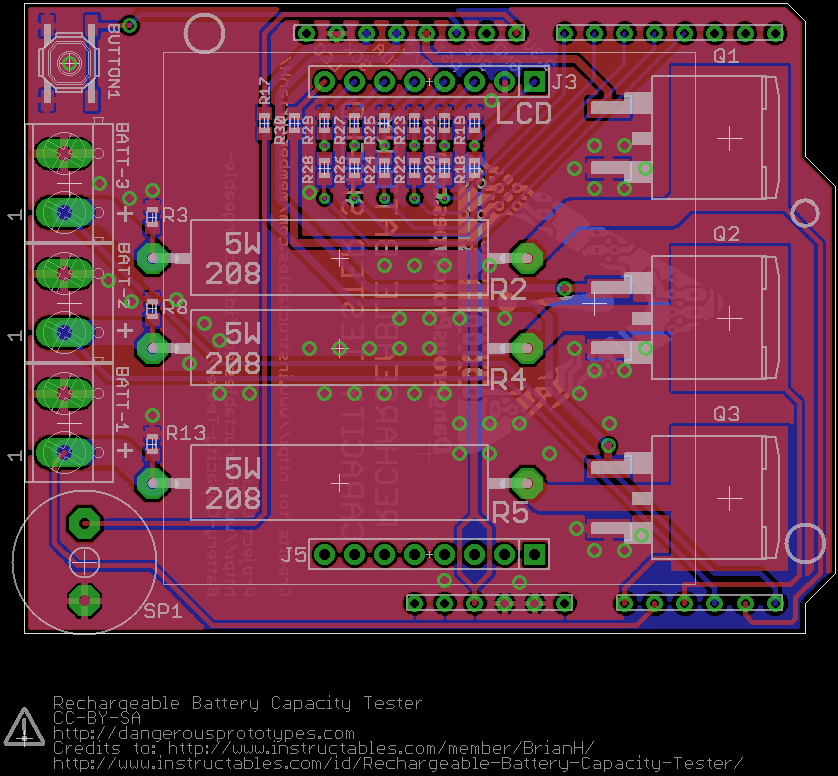 BUTTON1
R17
R30
R29
R27
R25
R23
R21
R19
R28
R26
R24
R22
R20
R18
J3
LCD
Q1
BATT-3
+
1
R3
5W
208
R2
Q2
BATT-2
+
1
R8
5W
208
R4
Q3
BATT-1
+
1
R13
5W
208
R5
J5
SP1
Rechargeable Battery Capacity Tester
CC-BY-SA
http://dangerousprototypes.com
Credits to: http://www.instructables.com/member/BrianH/
http://www.instructables.com/id/Rechargeable-Battery-Capacity-Tester/